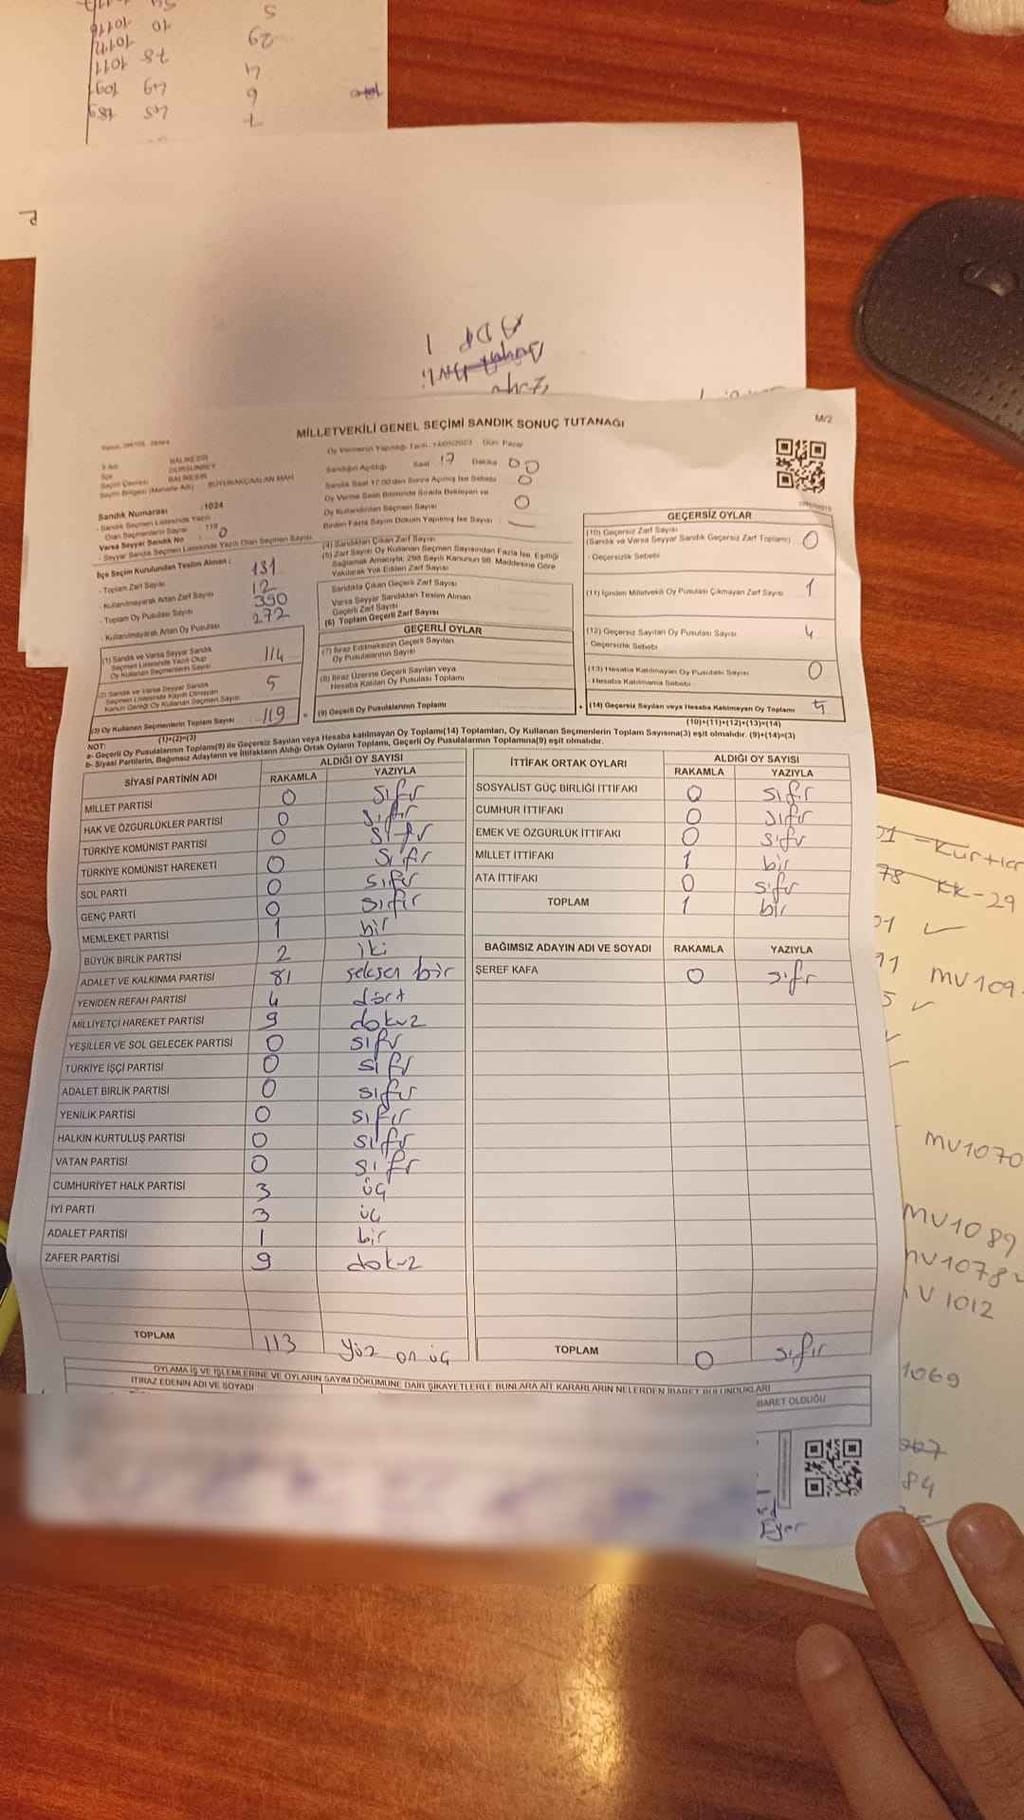 MİLLETVEKİLİ GENEL SEÇİMİ SANDIK SONUÇ TUTANAĞI
M/2
BALIKESİR
DURSUNBEY
BALIKESİR
Sandık Numarası :1024
Saat 17 Dakika 00
Varsa Seyyar Sandık No 0
İlçe Seçim Kurulundan Teslim Alınan :
- Toplam Zarf Sayısı 131
- Kullanılmayarak Artan Zarf Sayısı 12
- Toplam Oy Pusulası Sayısı 390
- Kullanılmayarak Artan Oy Pusulası 272
(1) Sandık ve Varsa Seyyar Sandık Seçmen Listesinde Yazılı Olup Oy Kullanan Seçmenlerin Sayısı 114
(2) Sandık ve Varsa Seyyar Sandık Seçmen Listesinde Kayıtlı Olmayan Kanun Gereği Oy Kullanan Seçmen Sayısı 5
(3) Oy Kullanan Seçmenlerin Toplam Sayısı 119
(1)+(2)=(3)
(4) Sandıktan Çıkan Zarf Sayısı
(5) Zarf Sayısı Oy Kullanan Seçmen Sayısından Fazla İse, Eşitliği Sağlamak Amacıyla; 298 Sayılı Kanunun 98. Maddesine Göre Yakılarak Yok Edilen Zarf Sayısı
Sandıkta Çıkan Geçerli Zarf Sayısı
Varsa Seyyar Sandıktan Teslim Alınan Geçerli Zarf Sayısı
(6) Toplam Geçerli Zarf Sayısı
GEÇERLİ OYLAR
(7) İtiraz Edilmeksizin Geçerli Sayılan Oy Pusulalarının Sayısı
(8) İtiraz Üzerine Geçerli Sayılan veya Hesaba Katılan Oy Pusulası Toplamı
(9) Geçerli Oy Pusulalarının Toplamı
GEÇERSİZ OYLAR
(10) Geçersiz Zarf Sayısı 0
(Sandık ve Varsa Seyyar Sandık Geçersiz Zarf Toplamı)
- Geçersizlik Sebebi
(11) İçinden Milletvekili Oy Pusulası Çıkmayan Zarf Sayısı 1
(12) Geçersiz Sayılan Oy Pusulası Sayısı 4
- Geçersizlik Sebebi
(13) Hesaba Katılmayan Oy Pusulası Sayısı 0
- Hesaba Katılmama Sebebi
(14) Geçersiz Sayılan veya Hesaba Katılmayan Oy Toplamı
(10)+(11)+(12)+(13)=(14)
NOT:
a- Geçerli Oy Pusulalarının Toplamı(9) ile Geçersiz Sayılan veya Hesaba katılmayan Oy Toplamı(14) Toplamları, Oy Kullanan Seçmenlerin Toplam Sayısına(3) eşit olmalıdır. (9)+(14)=(3)
b- Siyasi Partilerin, Bağımsız Adayların ve İttifakların Aldığı Ortak Oyların Toplamı, Geçerli Oy Pusulalarının Toplamına(9) eşit olmalıdır.
SİYASİ PARTİNİN ADI ALDIĞI OY SAYISI
RAKAMLA YAZIYLA
MİLLET PARTİSİ 0 sıfır
HAK VE ÖZGÜRLÜKLER PARTİSİ 0 sıfır
TÜRKİYE KOMÜNİST PARTİSİ 0 sıfır
TÜRKİYE KOMÜNİST HAREKETİ 0 sıfır
SOL PARTİ 0 sıfır
GENÇ PARTİ 0 sıfır
MEMLEKET PARTİSİ 1 bir
BÜYÜK BİRLİK PARTİSİ 2 iki
ADALET VE KALKINMA PARTİSİ 81 seksen bir
YENİDEN REFAH PARTİSİ 4 dört
MİLLİYETÇİ HAREKET PARTİSİ 9 dokuz
YEŞİLLER VE SOL GELECEK PARTİSİ 0 sıfır
TÜRKİYE İŞÇİ PARTİSİ 0 sıfır
ADALET BİRLİK PARTİSİ 0 sıfır
YENİLİK PARTİSİ 0 sıfır
HALKIN KURTULUŞ PARTİSİ 0 sıfır
VATAN PARTİSİ 0 sıfır
CUMHURİYET HALK PARTİSİ 3 üç
İYİ PARTİ 3 üç
ADALET PARTİSİ 1 bir
ZAFER PARTİSİ 9 dokuz
TOPLAM 113 yüz on üç
İTTİFAK ORTAK OYLARI ALDIĞI OY SAYISI
RAKAMLA YAZIYLA
SOSYALİST GÜÇ BİRLİĞİ İTTİFAKI 0 sıfır
CUMHUR İTTİFAKI 0 sıfır
EMEK VE ÖZGÜRLÜK İTTİFAKI 0 sıfır
MİLLET İTTİFAKI 1 bir
ATA İTTİFAKI 0 sıfır
TOPLAM 1 bir
BAĞIMSIZ ADAYIN ADI VE SOYADI RAKAMLA YAZIYLA
ŞEREF KAFA 0 sıfır
TOPLAM 0 sıfır
OYLAMA İŞ VE İŞLEMLERİNE VE OYLARIN SAYIM DÖKÜMÜNE DAİR ŞİKAYETLERLE BUNLARA AİT KARARLARIN NELERDEN İBARET BULUNDUKLARI
İTİRAZ EDENİN ADI VE SOYADI
BARET OLDUĞU
KK-29
MV109
MV1070
MV1089
MV1078
V1012
1069
84